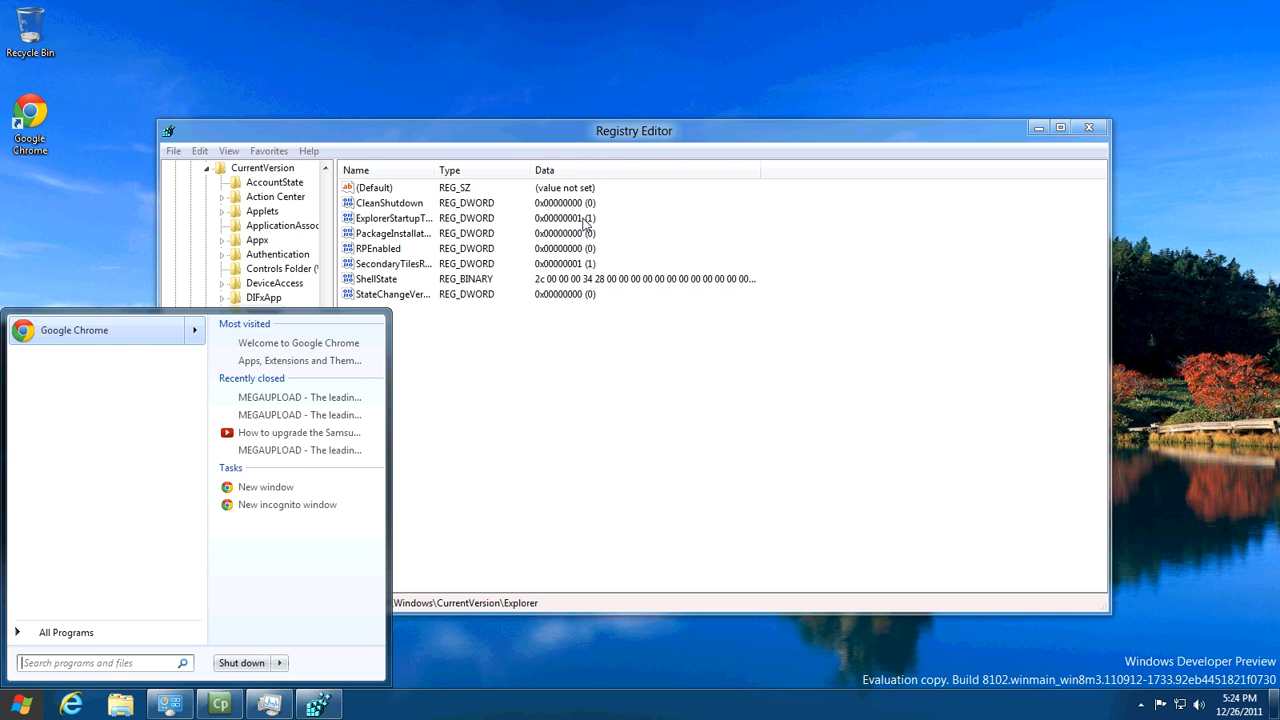 Recycle Bin
Google
Chrome
Registry Editor
File Edit View Favorites Help
CurrentVersion
AccountState
Action Center
Applets
ApplicationAssoc
Appx
Authentication
Controls Folder (
DeviceAccess
DIFxApp
Name Type Data
(Default) REG_SZ (value not set)
CleanShutdown REG_DWORD 0x00000000 (0)
ExplorerStartupT... REG_DWORD 0x00000001 (1)
PackageInstallat... REG_DWORD 0x00000000 (0)
RPEnabled REG_DWORD 0x00000000 (0)
SecondaryTilesR... REG_DWORD 0x00000001 (1)
ShellState REG_BINARY 2c 00 00 00 34 28 00 00 00 00 00 00 00 00 00 00 00 00...
StateChangeVer... REG_DWORD 0x00000000 (0)
Windows\CurrentVersion\Explorer
Google Chrome
All Programs
Search programs and files
Most visited
Welcome to Google Chrome
Apps, Extensions and Them...
Recently closed
MEGAUPLOAD - The leadin...
MEGAUPLOAD - The leadin...
How to upgrade the Samsu...
MEGAUPLOAD - The leadin...
Tasks
New window
New incognito window
Shut down
Windows Developer Preview
Evaluation copy. Build 8102.winmain_win8m3.110912-1733.92eb4451821f0730
Cp
5:24 PM
12/26/2011